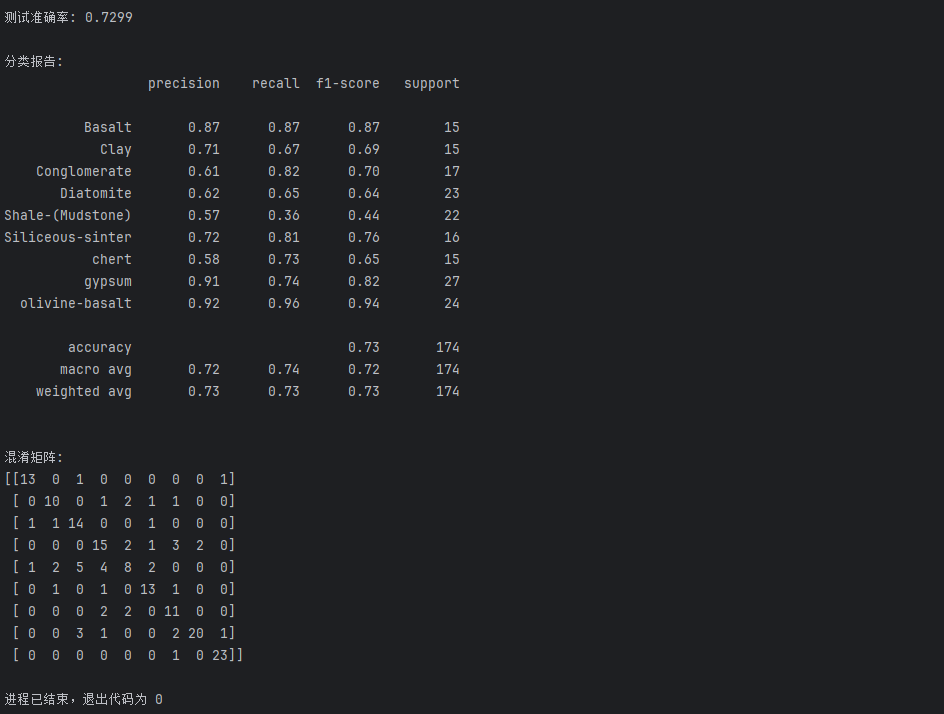 测试准确率: 0.7299
分类报告:
precision recall f1-score support
Basalt 0.87 0.87 0.87 15
Clay 0.71 0.67 0.69 15
Conglomerate 0.61 0.82 0.70 17
Diatomite 0.62 0.65 0.64 23
Shale-(Mudstone) 0.57 0.36 0.44 22
Siliceous-sinter 0.72 0.81 0.76 16
chert 0.58 0.73 0.65 15
gypsum 0.91 0.74 0.82 27
olivine-basalt 0.92 0.96 0.94 24
accuracy 0.73 174
macro avg 0.72 0.74 0.72 174
weighted avg 0.73 0.73 0.73 174
混淆矩阵:
[[13 0 1 0 0 0 0 0 1]
[ 0 10 0 1 2 1 1 0 0]
[ 1 1 14 0 0 1 0 0 0]
[ 0 0 0 15 2 1 3 2 0]
[ 1 2 5 4 8 2 0 0 0]
[ 0 1 0 1 0 13 1 0 0]
[ 0 0 0 2 2 0 11 0 0]
[ 0 0 3 1 0 0 2 20 1]
[ 0 0 0 0 0 0 1 0 23]]
进程已结束，退出代码为 0